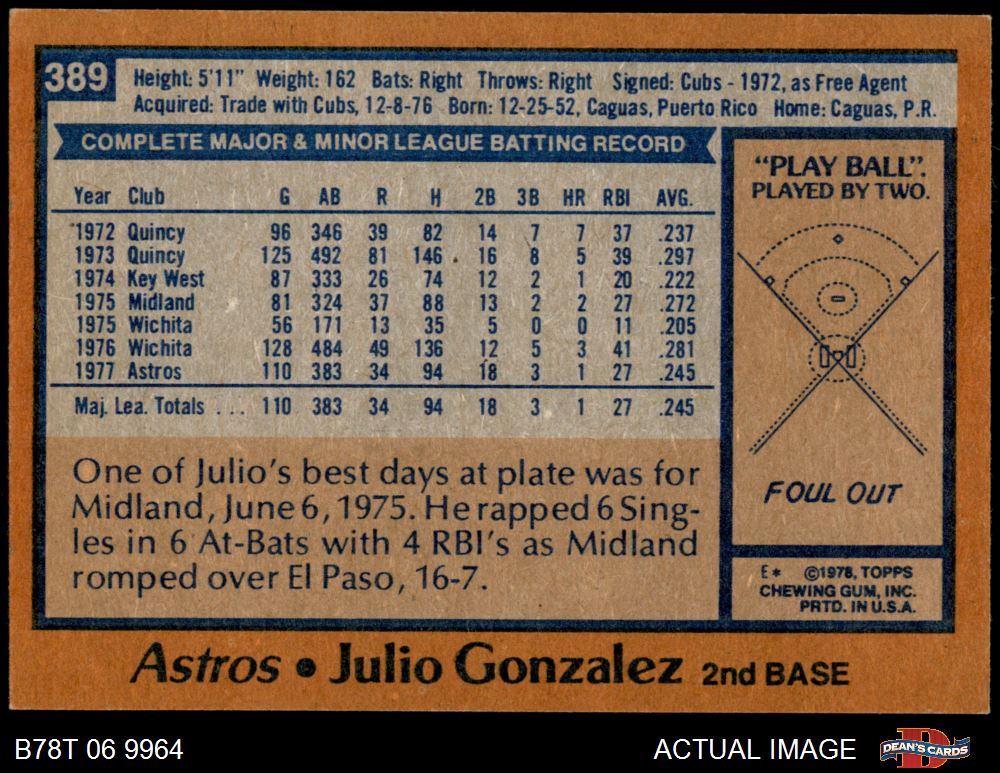 389
Height: 5'11" Weight: 162 Bats: Right Throws: Right Signed: Cubs - 1972, as Free Agent
Acquired: Trade with Cubs, 12-8-76 Born: 12-25-52, Caguas, Puerto Rico Home: Caguas, P.R.
COMPLETE MAJOR & MINOR LEAGUE BATTING RECORD
Year Club G AB R H 2B 3B HR RBI AVG.
1972 Quincy 96 346 39 82 14 7 7 37 .237
1973 Quincy 125 492 81 146 16 8 5 39 .297
1974 Key West 87 333 26 74 12 2 1 20 .222
1975 Midland 81 324 37 88 13 2 2 27 .272
1975 Wichita 56 171 13 35 5 0 0 11 .205
1976 Wichita 128 484 49 136 12 5 3 41 .281
1977 Astros 110 383 34 94 18 3 1 27 .245
Maj. Lea. Totals ... 110 383 34 94 18 3 1 27 .245
One of Julio's best days at plate was for
Midland, June 6, 1975. He rapped 6 Sing-
les in 6 At-Bats with 4 RBI's as Midland
romped over El Paso, 16-7.
"PLAY BALL".
PLAYED BY TWO.
FOUL OUT
E* ©1978, TOPPS
CHEWING GUM, INC.
PRTD. IN U.S.A.
Astros • Julio Gonzalez 2nd BASE
B78T 06 9964
ACTUAL IMAGE
DEAN'S CARDS